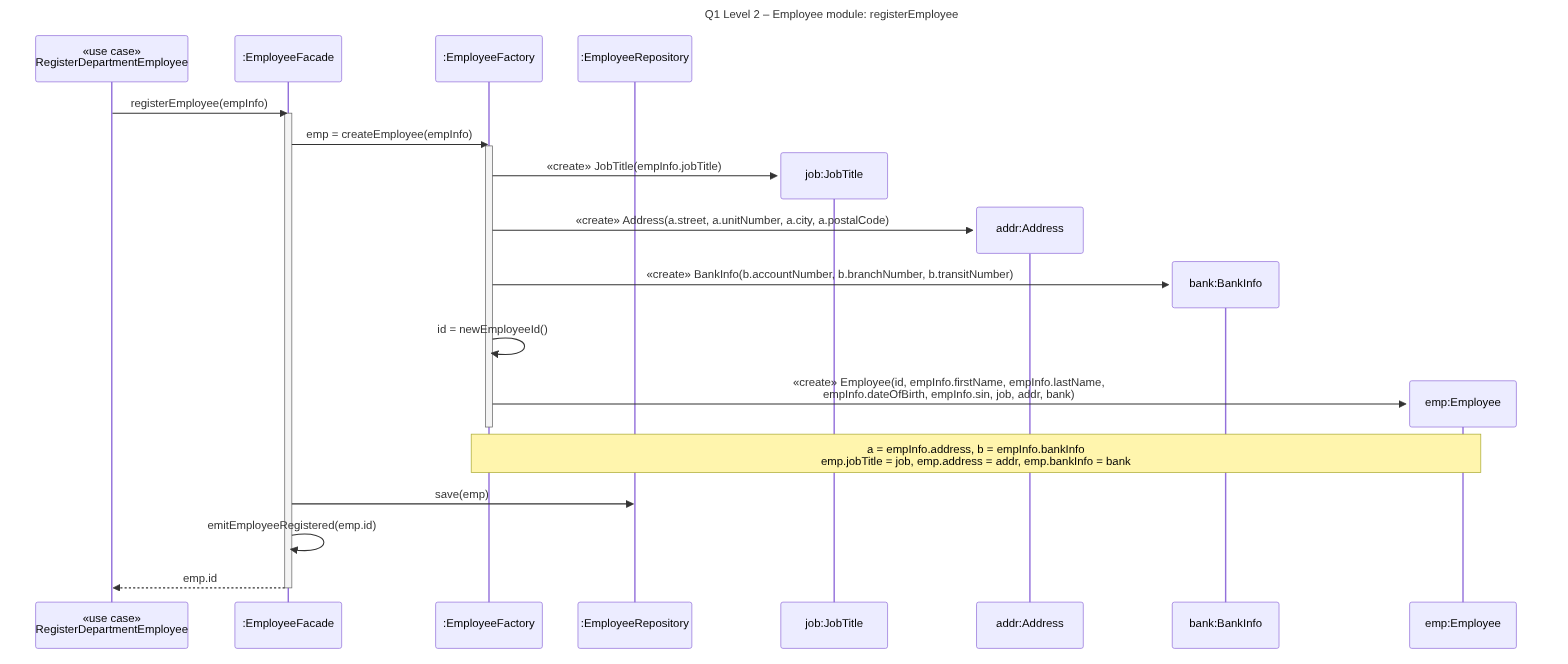 Q1 Level 2 – Employee module: registerEmployee
«use case»
RegisterDepartmentEmployee
:EmployeeFacade
:EmployeeFactory
:EmployeeRepository
registerEmployee(empInfo)
emp = createEmployee(empInfo)
«create» JobTitle(empInfo.jobTitle)
job:JobTitle
«create» Address(a.street, a.unitNumber, a.city, a.postalCode)
addr:Address
«create» BankInfo(b.accountNumber, b.branchNumber, b.transitNumber)
bank:BankInfo
id = newEmployeeId()
«create» Employee(id, empInfo.firstName, empInfo.lastName,
empInfo.dateOfBirth, empInfo.sin, job, addr, bank)
emp:Employee
a = empInfo.address, b = empInfo.bankInfo
emp.jobTitle = job, emp.address = addr, emp.bankInfo = bank
save(emp)
emitEmployeeRegistered(emp.id)
emp.id
«use case»
RegisterDepartmentEmployee
:EmployeeFacade
:EmployeeFactory
:EmployeeRepository
job:JobTitle
addr:Address
bank:BankInfo
emp:Employee